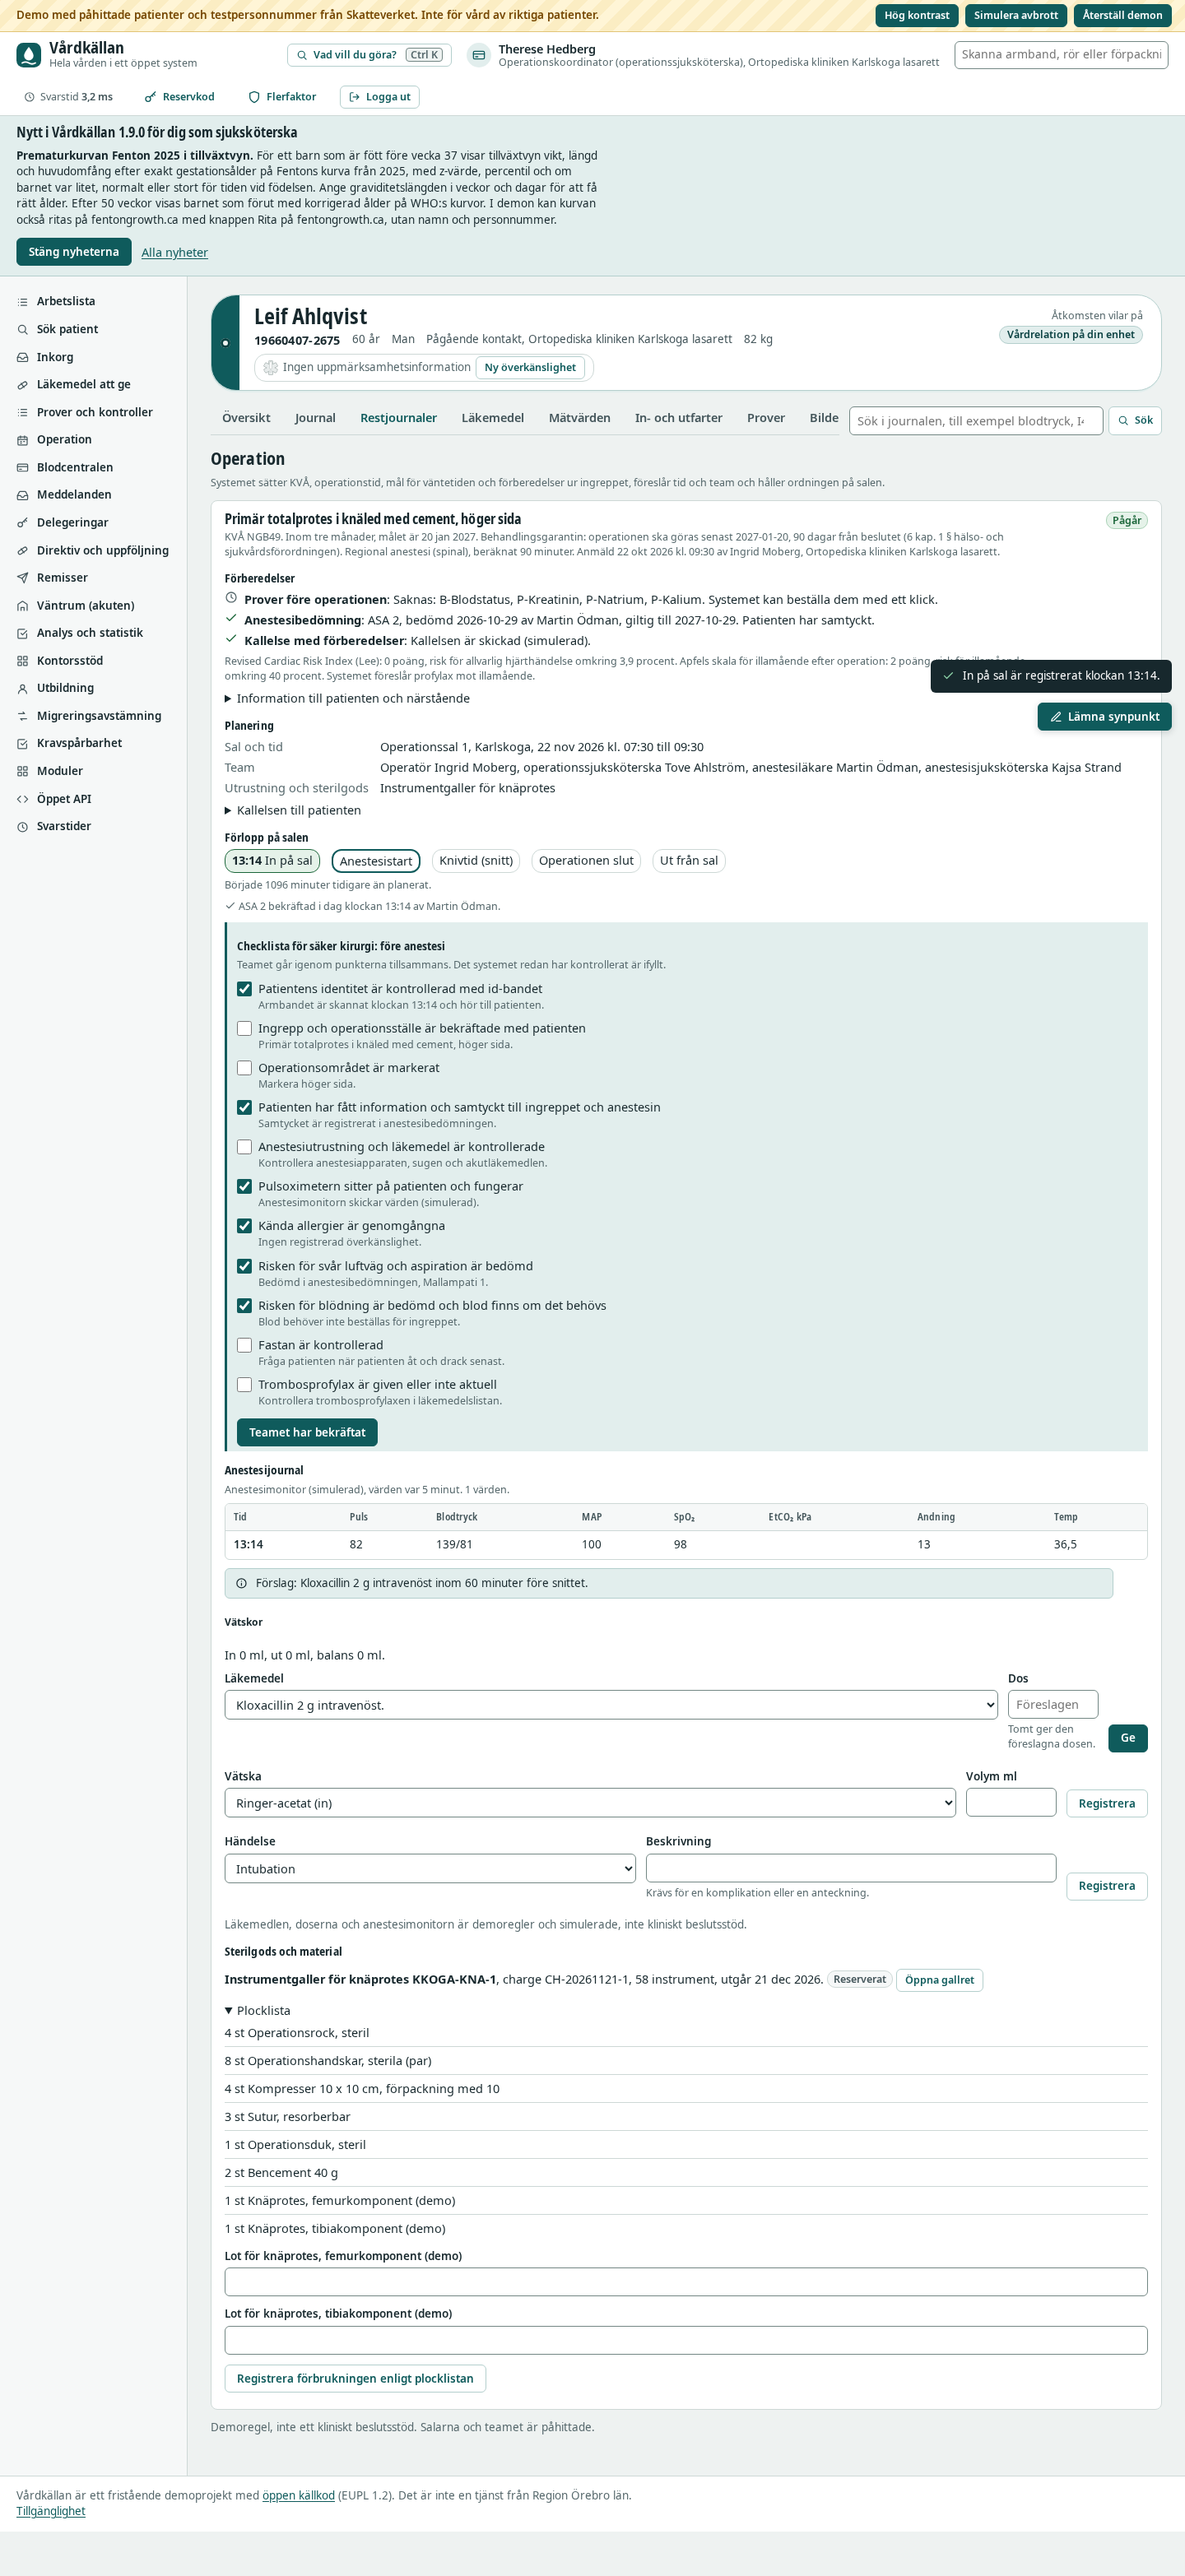 Demo med påhittade patienter och testpersonnummer från Skatteverket. Inte för vård av riktiga patienter.
Hög kontrast
Simulera avbrott
Återställ demon
Vårdkällan
Hela vården i ett öppet system
Vad vill du göra? Ctrl K
Therese Hedberg
Operationskoordinator (operationssjuksköterska), Ortopediska kliniken Karlskoga lasarett
Skanna armband, rör eller förpackni
Svarstid 3,2 ms
Reservkod
Flerfaktor
Logga ut
Nytt i Vårdkällan 1.9.0 för dig som sjuksköterska
Prematurkurvan Fenton 2025 i tillväxtvyn. För ett barn som är fött före vecka 37 visar tillväxtvyn vikt, längd
och huvudomfång efter exakt gestationsålder på Fentons kurva från 2025, med z-värde, percentil och om
barnet var litet, normalt eller stort för tiden vid födelsen. Ange graviditetslängden i veckor och dagar för att få
rätt ålder. Efter 50 veckor visas barnet som förut med korrigerad ålder på WHO:s kurvor. I demon kan kurvan
också ritas på fentongrowth.ca med knappen Rita på fentongrowth.ca, utan namn och personnummer.
Stäng nyheterna
Alla nyheter
Arbetslista
Sök patient
Inkorg
Läkemedel att ge
Prover och kontroller
Operation
Blodcentralen
Meddelanden
Delegeringar
Direktiv och uppföljning
Remisser
Väntrum (akuten)
Analys och statistik
Kontorsstöd
Utbildning
Migreringsavstämning
Kravspårbarhet
Moduler
Öppet API
Svarstider
Leif Ahlqvist
19660407-2675 60 år Man Pågående kontakt, Ortopediska kliniken Karlskoga lasarett 82 kg
Ingen uppmärksamhetsinformation
Ny överkänslighet
Åtkomsten vilar på
Vårdrelation på din enhet
Översikt
Journal
Restjournaler
Läkemedel
Mätvärden
In- och utfarter
Prover
Bilde
Sök i journalen, till exempel blodtryck, I4
Sök
Operation
Systemet sätter KVÅ, operationstid, mål för väntetiden och förberedelser ur ingreppet, föreslår tid och team och håller ordningen på salen.
Primär totalprotes i knäled med cement, höger sida
Pågår
KVÅ NGB49. Inom tre månader, målet är 20 jan 2027. Behandlingsgaranti: operationen ska göras senast 2027-01-20, 90 dagar från beslutet (6 kap. 1 § hälso- och
sjukvårdsförordningen). Regional anestesi (spinal), beräknat 90 minuter. Anmäld 22 okt 2026 kl. 09:30 av Ingrid Moberg, Ortopediska kliniken Karlskoga lasarett.
Förberedelser
Prover före operationen: Saknas: B-Blodstatus, P-Kreatinin, P-Natrium, P-Kalium. Systemet kan beställa dem med ett klick.
Anestesibedömning: ASA 2, bedömd 2026-10-29 av Martin Ödman, giltig till 2027-10-29. Patienten har samtyckt.
Kallelse med förberedelser: Kallelsen är skickad (simulerad).
Revised Cardiac Risk Index (Lee): 0 poäng, risk för allvarlig hjärthändelse omkring 3,9 procent. Apfels skala för illamående efter operation: 2 poäng, risk för illamående
omkring 40 procent. Systemet föreslår profylax mot illamående.
In på sal är registrerat klockan 13:14.
Lämna synpunkt
Information till patienten och närstående
Planering
Sal och tid Operationssal 1, Karlskoga, 22 nov 2026 kl. 07:30 till 09:30
Team Operatör Ingrid Moberg, operationssjuksköterska Tove Ahlström, anestesiläkare Martin Ödman, anestesisjuksköterska Kajsa Strand
Utrustning och sterilgods Instrumentgaller för knäprotes
Kallelsen till patienten
Förlopp på salen
13:14 In på sal
Anestesistart
Knivtid (snitt)
Operationen slut
Ut från sal
Började 1096 minuter tidigare än planerat.
ASA 2 bekräftad i dag klockan 13:14 av Martin Ödman.
Checklista för säker kirurgi: före anestesi
Teamet går igenom punkterna tillsammans. Det systemet redan har kontrollerat är ifyllt.
Patientens identitet är kontrollerad med id-bandet
Armbandet är skannat klockan 13:14 och hör till patienten.
Ingrepp och operationsställe är bekräftade med patienten
Primär totalprotes i knäled med cement, höger sida.
Operationsområdet är markerat
Markera höger sida.
Patienten har fått information och samtyckt till ingreppet och anestesin
Samtycket är registrerat i anestesibedömningen.
Anestesiutrustning och läkemedel är kontrollerade
Kontrollera anestesiapparaten, sugen och akutläkemedlen.
Pulsoximetern sitter på patienten och fungerar
Anestesimonitorn skickar värden (simulerad).
Kända allergier är genomgångna
Ingen registrerad överkänslighet.
Risken för svår luftväg och aspiration är bedömd
Bedömd i anestesibedömningen, Mallampati 1.
Risken för blödning är bedömd och blod finns om det behövs
Blod behöver inte beställas för ingreppet.
Fastan är kontrollerad
Fråga patienten när patienten åt och drack senast.
Trombosprofylax är given eller inte aktuell
Kontrollera trombosprofylaxen i läkemedelslistan.
Teamet har bekräftat
Anestesijournal
Anestesimonitor (simulerad), värden var 5 minut. 1 värden.
Tid Puls Blodtryck MAP SpO₂ EtCO₂ kPa Andning Temp
13:14 82 139/81 100 98 13 36,5
Förslag: Kloxacillin 2 g intravenöst inom 60 minuter före snittet.
Vätskor
In 0 ml, ut 0 ml, balans 0 ml.
Läkemedel
Dos
Kloxacillin 2 g intravenöst.
Föreslagen
Tomt ger den
föreslagna dosen.
Ge
Vätska
Volym ml
Ringer-acetat (in)
Registrera
Händelse
Beskrivning
Intubation
Krävs för en komplikation eller en anteckning.
Registrera
Läkemedlen, doserna och anestesimonitorn är demoregler och simulerade, inte kliniskt beslutsstöd.
Sterilgods och material
Instrumentgaller för knäprotes KKOGA-KNA-1, charge CH-20261121-1, 58 instrument, utgår 21 dec 2026. Reserverat Öppna gallret
Plocklista
4 st Operationsrock, steril
8 st Operationshandskar, sterila (par)
4 st Kompresser 10 x 10 cm, förpackning med 10
3 st Sutur, resorberbar
1 st Operationsduk, steril
2 st Bencement 40 g
1 st Knäprotes, femurkomponent (demo)
1 st Knäprotes, tibiakomponent (demo)
Lot för knäprotes, femurkomponent (demo)
Lot för knäprotes, tibiakomponent (demo)
Registrera förbrukningen enligt plocklistan
Demoregel, inte ett kliniskt beslutsstöd. Salarna och teamet är påhittade.
Vårdkällan är ett fristående demoprojekt med öppen källkod (EUPL 1.2). Det är inte en tjänst från Region Örebro län.
Tillgänglighet